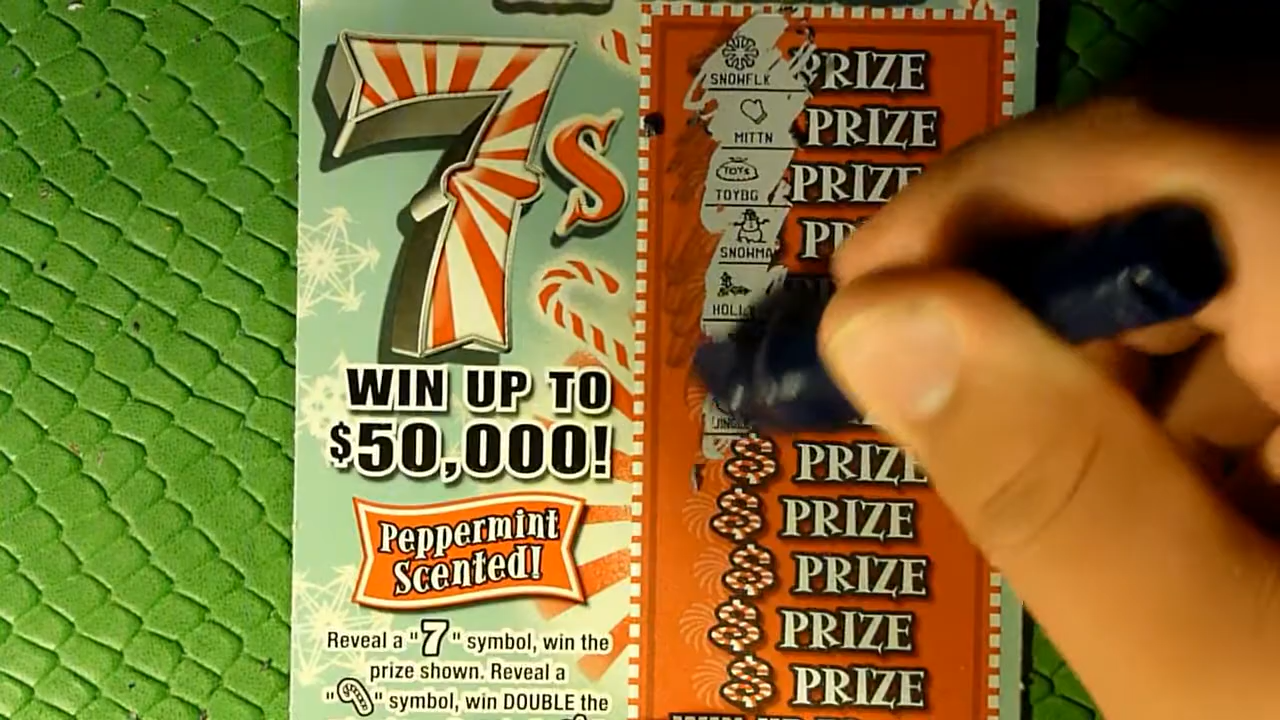 7s
WIN UP TO
$50,000!
Peppermint
Scented!
Reveal a "7" symbol, win the
prize shown. Reveal a
" " symbol, win DOUBLE the
SNOWFLK PRIZE
MITTN PRIZE
TOYS
TOYBG PRIZE
SNOWMA
PRIZE
PRIZE
PRIZE
PRIZE
PRIZE